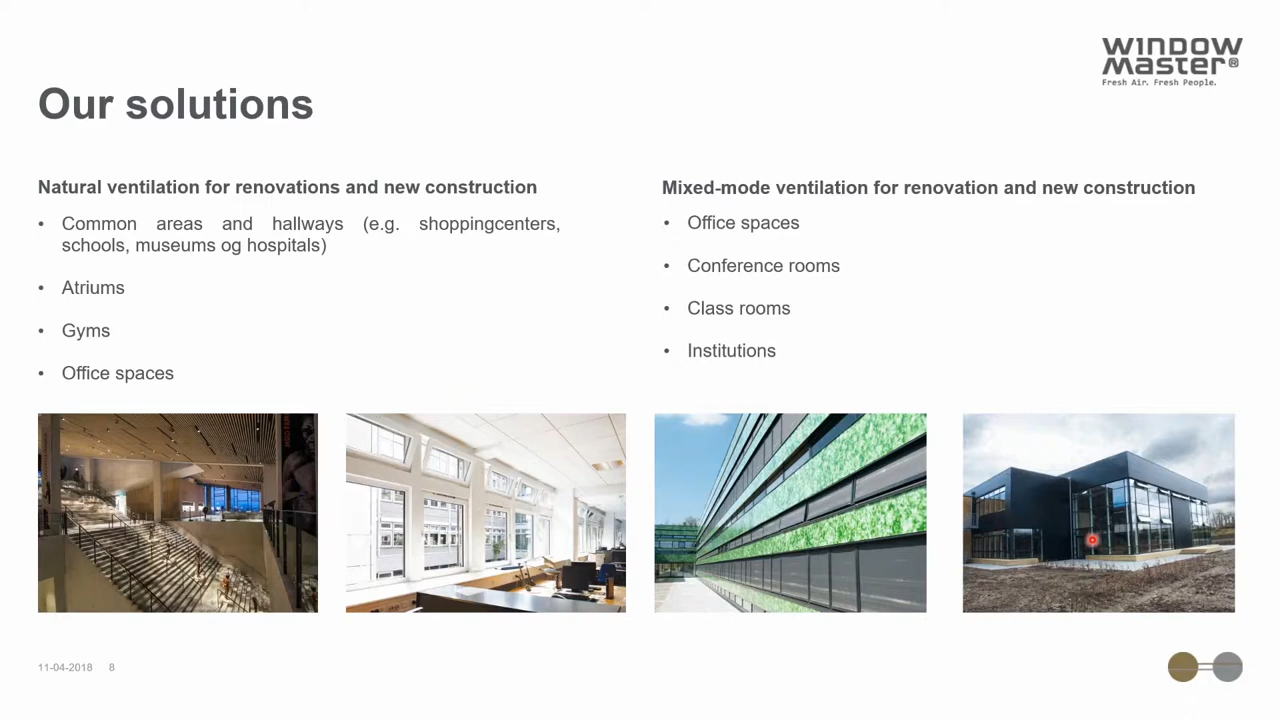 WINDOW
Master®
Fresh Air. Fresh People.
Our solutions
Natural ventilation for renovations and new construction
• Common areas and hallways (e.g. shoppingcenters,
schools, museums og hospitals)
• Atriums
• Gyms
• Office spaces
Mixed-mode ventilation for renovation and new construction
• Office spaces
• Conference rooms
• Class rooms
• Institutions
11-04-2018 8